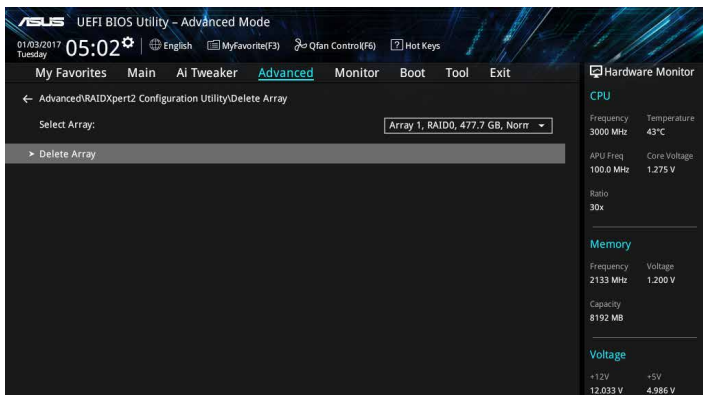 ASUS UEFI BIOS Utility – Advanced Mode
01/03/2017 Tuesday 05:02 English MyFavorite(F3) Qfan Control(F6) ? Hot Keys
My Favorites Main Ai Tweaker Advanced Monitor Boot Tool Exit
← Advanced\RAIDXpert2 Configuration Utility\Delete Array
Select Array: Array 1, RAID0, 477.7 GB, Norm
> Delete Array
Hardware Monitor
CPU
Frequency Temperature
3000 MHz 43°C
APU Freq Core Voltage
100.0 MHz 1.275 V
Ratio
30x
Memory
Frequency Voltage
2133 MHz 1.200 V
Capacity
8192 MB
Voltage
+12V +5V
12.033 V 4.986 V